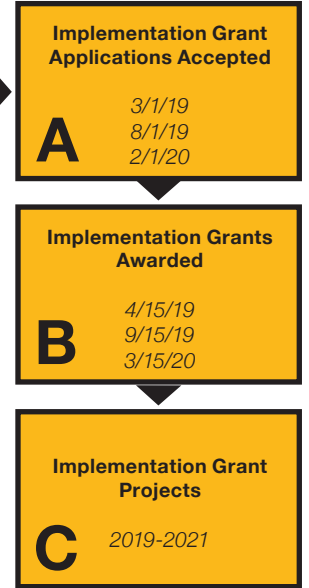 Implementation Grant
Applications Accepted
3/1/19
8/1/19
2/1/20
A
Implementation Grants
Awarded
4/15/19
9/15/19
3/15/20
B
Implementation Grant
Projects
2019-2021
C